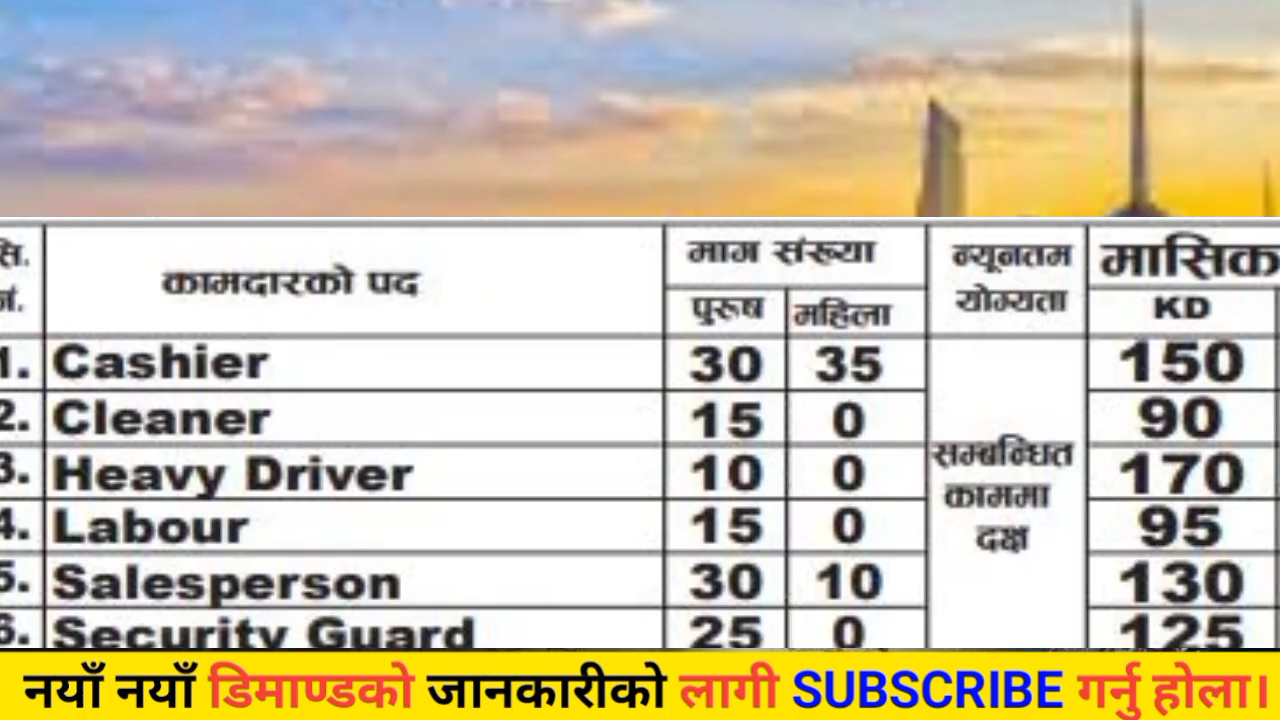 सि. नं. कामदारको पद माग संख्या न्यूनतम योग्यता मासिक
पुरुष महिला KD
1. Cashier 30 35 150
2. Cleaner 15 0 90
3. Heavy Driver 10 0 170
4. Labour 15 0 95
5. Salesperson 30 10 130
6. Security Guard 25 0 125
सम्बन्धित
काममा
दक्ष
नयाँ नयाँ डिमाण्डको जानकारीको लागी SUBSCRIBE गर्नु होला।